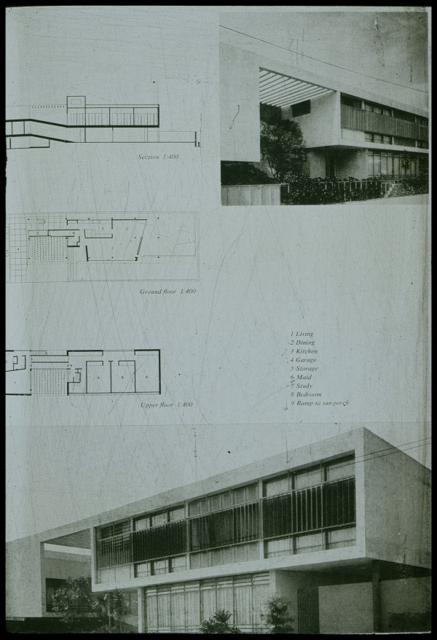 Section 1:400
Ground floor 1:400
Upper floor 1:400
1 Living
2 Dining
3 Kitchen
4 Garage
5 Storage
6 Maid
7 Study
8 Bedroom
9 Ramp to sun-porch